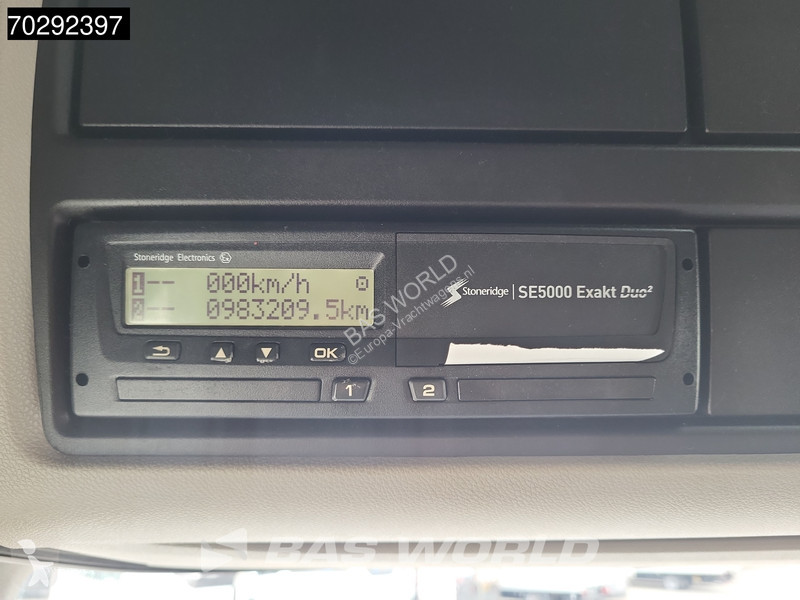 70292397
Stoneridge Electronics
1 -- 000km/h
2 -- 0983209.5km
Stoneridge | SE5000 Exakt Duo²
OK
1 2
BAS WORLD
©Europa-Vrachtwagens.nl
BAS WORLD